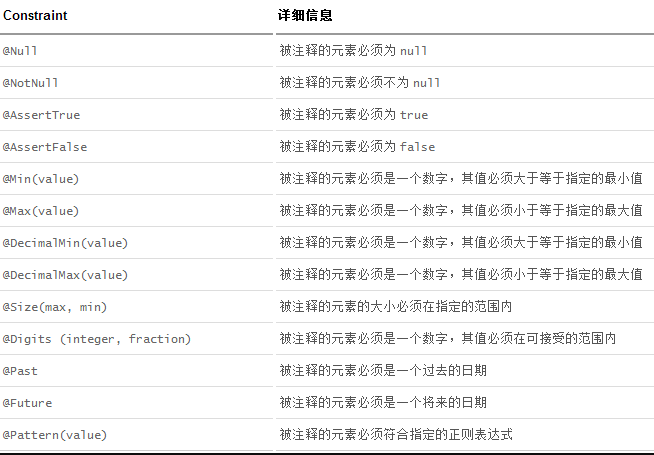 Constraint 详细信息
@Null 被注释的元素必须为 null
@NotNull 被注释的元素必须不为 null
@AssertTrue 被注释的元素必须为 true
@AssertFalse 被注释的元素必须为 false
@Min(value) 被注释的元素必须是一个数字，其值必须大于等于指定的最小值
@Max(value) 被注释的元素必须是一个数字，其值必须小于等于指定的最大值
@DecimalMin(value) 被注释的元素必须是一个数字，其值必须大于等于指定的最小值
@DecimalMax(value) 被注释的元素必须是一个数字，其值必须小于等于指定的最大值
@Size(max, min) 被注释的元素的大小必须在指定的范围内
@Digits (integer, fraction) 被注释的元素必须是一个数字，其值必须在可接受的范围内
@Past 被注释的元素必须是一个过去的日期
@Future 被注释的元素必须是一个将来的日期
@Pattern(value) 被注释的元素必须符合指定的正则表达式